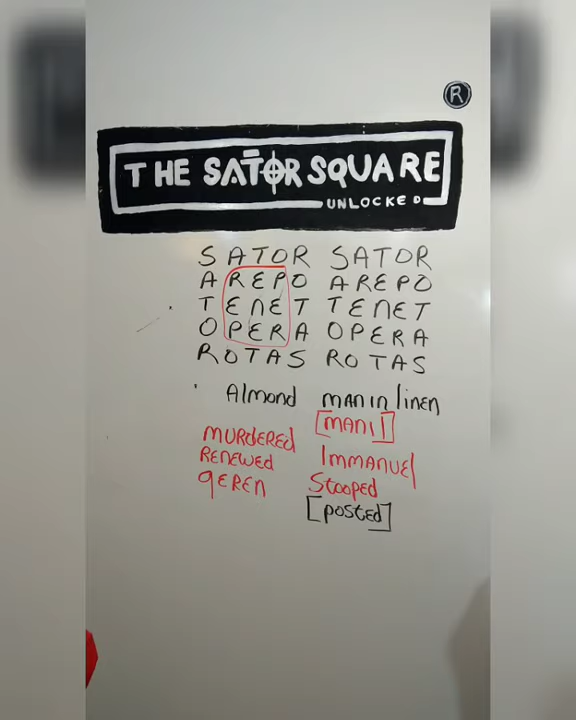 R
THE SATOR SQUARE
UNLOCKED
SATOR SATOR
AREPO AREPO
TENET TENET
OPERA OPERA
ROTAS ROTAS
Almond man in linen
[MANI]
MURDERED
RENEWED Immanuel
GEREN Stooped
[posted]